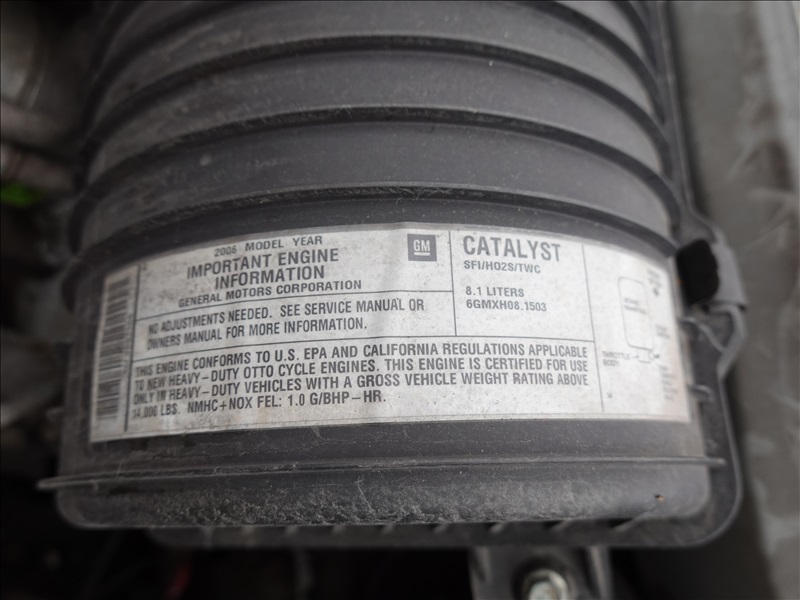 2006 MODEL YEAR
IMPORTANT ENGINE
INFORMATION
GENERAL MOTORS CORPORATION
GM
NO ADJUSTMENTS NEEDED. SEE SERVICE MANUAL OR
OWNERS MANUAL FOR MORE INFORMATION.
CATALYST
SFI/HO2S/TWC
8.1 LITERS
6GMXH08.1503
THIS ENGINE CONFORMS TO U.S. EPA AND CALIFORNIA REGULATIONS APPLICABLE
TO NEW HEAVY-DUTY OTTO CYCLE ENGINES. THIS ENGINE IS CERTIFIED FOR USE
ONLY IN HEAVY-DUTY VEHICLES WITH A GROSS VEHICLE WEIGHT RATING ABOVE
14,000 LBS. NMHC+NOX FEL: 1.0 G/BHP-HR.
THROTTLE
BODY